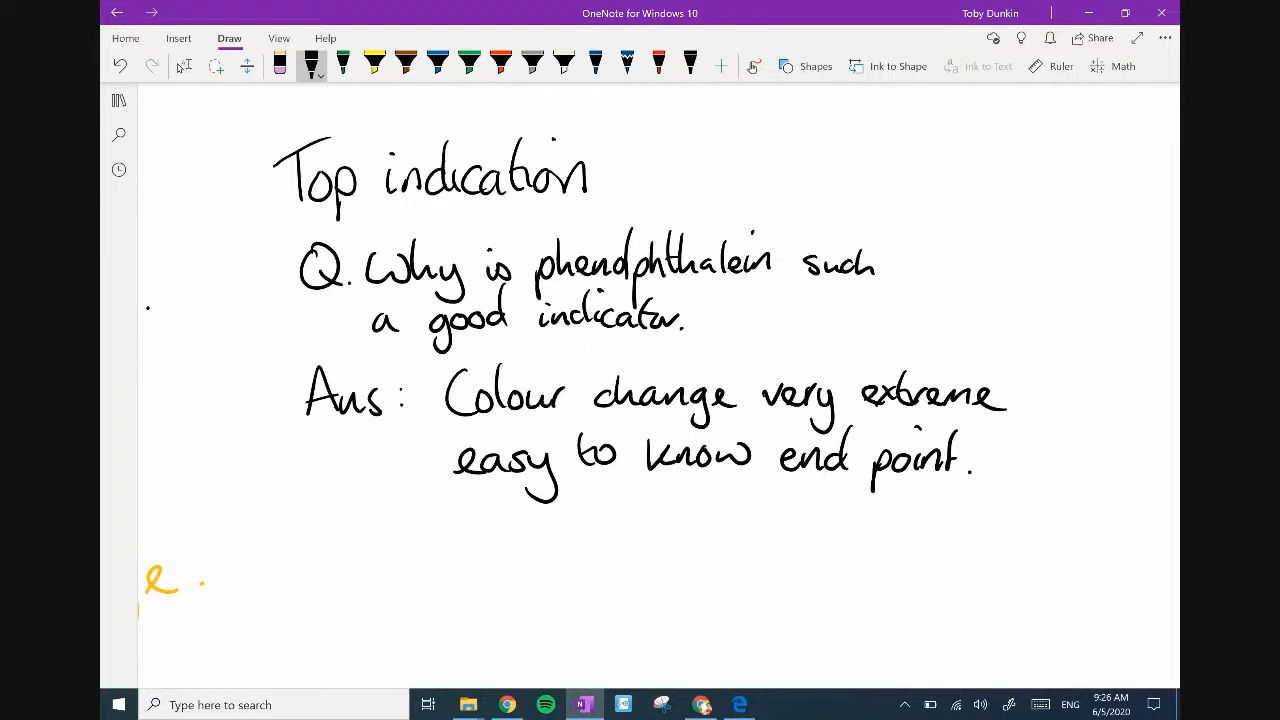 OneNote for Windows 10
Toby Dunkin
Home Insert Draw View Help
Share
Shapes Ink to Shape Ink to Text Ruler Math
Top indication
Q. Why is phenolphthalein such
a good indicator.
Ans: Colour change very extreme
easy to know end point.
e.
Type here to search
ENG
9:26 AM
6/5/2020